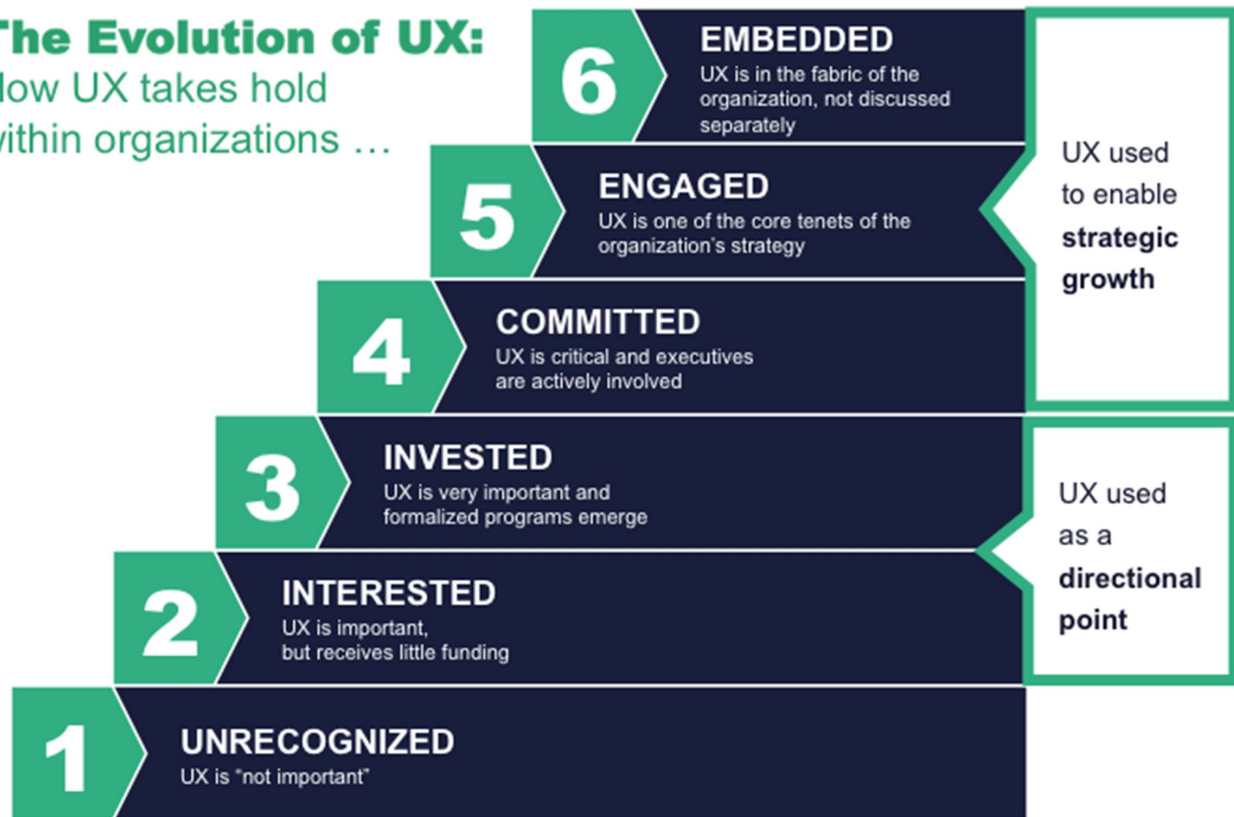 The Evolution of UX:
How UX takes hold
within organizations …
6
EMBEDDED
UX is in the fabric of the
organization, not discussed
separately
5
ENGAGED
UX is one of the core tenets of the
organization's strategy
4
COMMITTED
UX is critical and executives
are actively involved
3
INVESTED
UX is very important and
formalized programs emerge
2
INTERESTED
UX is important,
but receives little funding
1
UNRECOGNIZED
UX is “not important”
UX used
to enable
strategic
growth
UX used
as a
directional
point